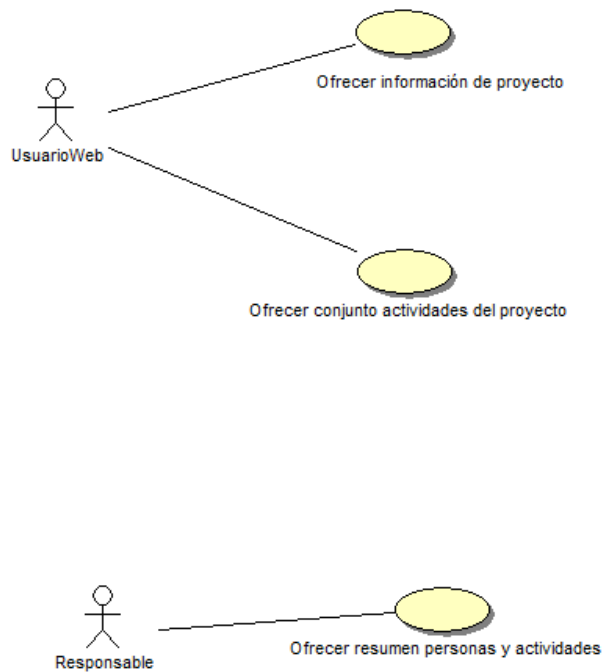 Ofrecer información de proyecto
UsuarioWeb
Ofrecer conjunto actividades del proyecto
Ofrecer resumen personas y actividades
Responsable